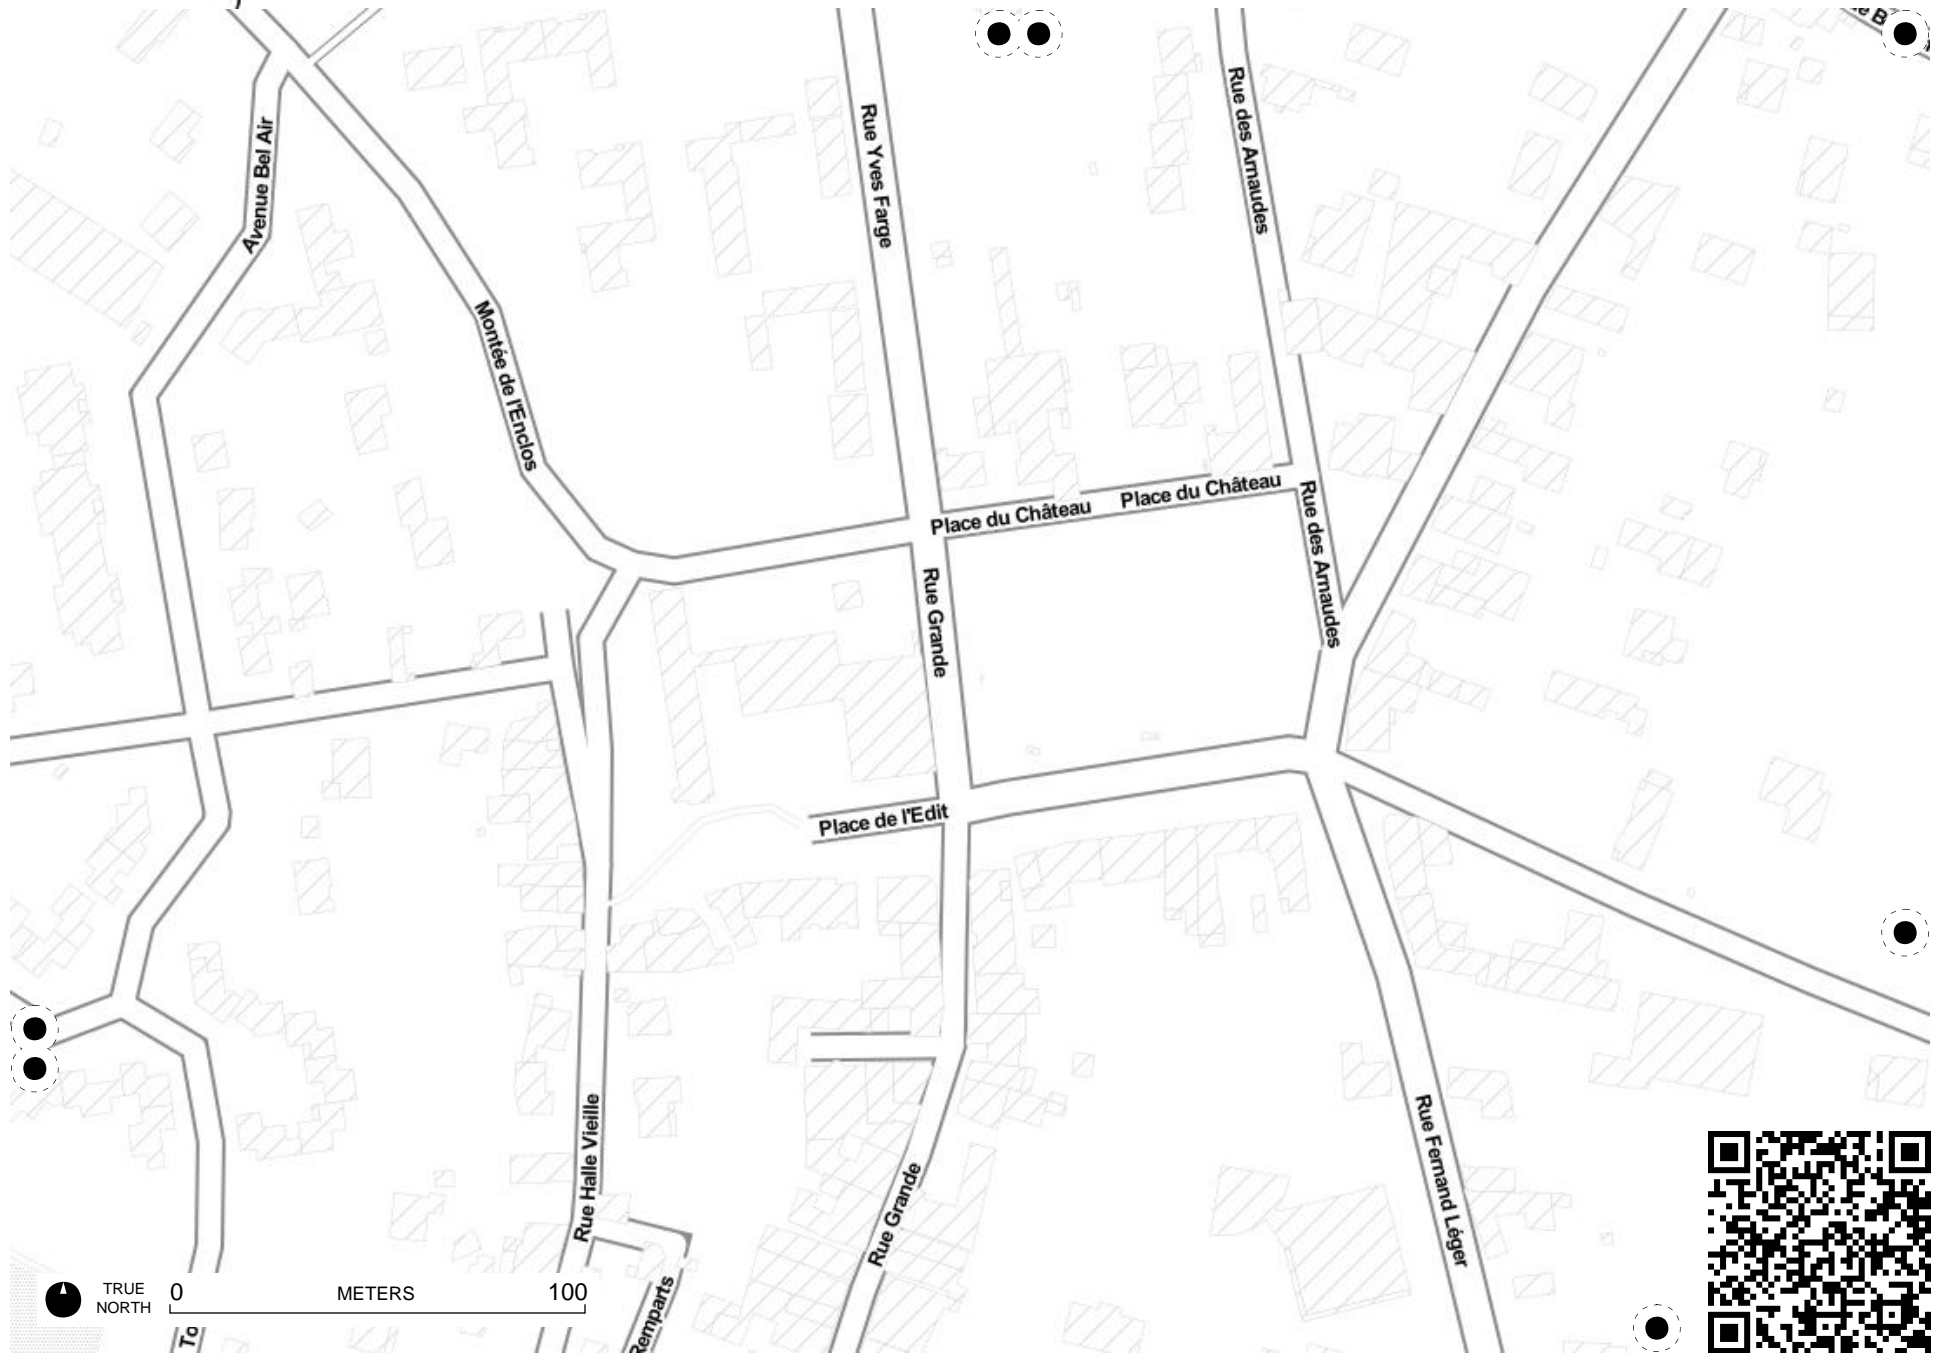 Avenue Bel Air
Rue Yves Farge
Rue des Arnaudes
Montée de l'Enclos
Place du Château
Place du Château
Rue des Arnaudes
Rue Grande
Place de l'Edit
Rue Halle Vieille
Rue Grande
Rue Fernand Léger
Remparts
TRUE
NORTH
0 METERS 100